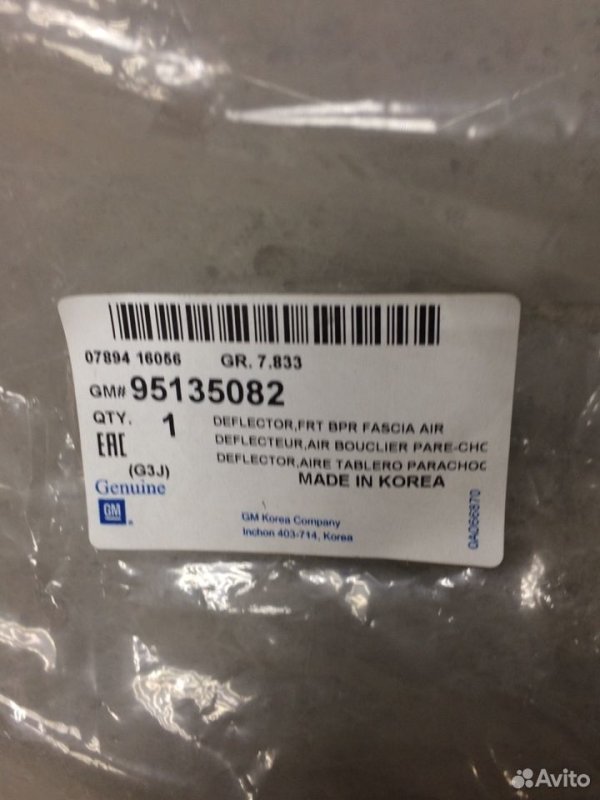 07894 16056 GR. 7.833
GM# 95135082
QTY. 1
DEFLECTOR,FRT BPR FASCIA AIR
DEFLECTEUR,AIR BOUCLIER PARE-CHC
DEFLECTOR,AIRE TABLERO PARACHOC
EAC
(G3J)
MADE IN KOREA
Genuine
GM
GM Korea Company
Inchon 403-714, Korea
0A066870
Avito